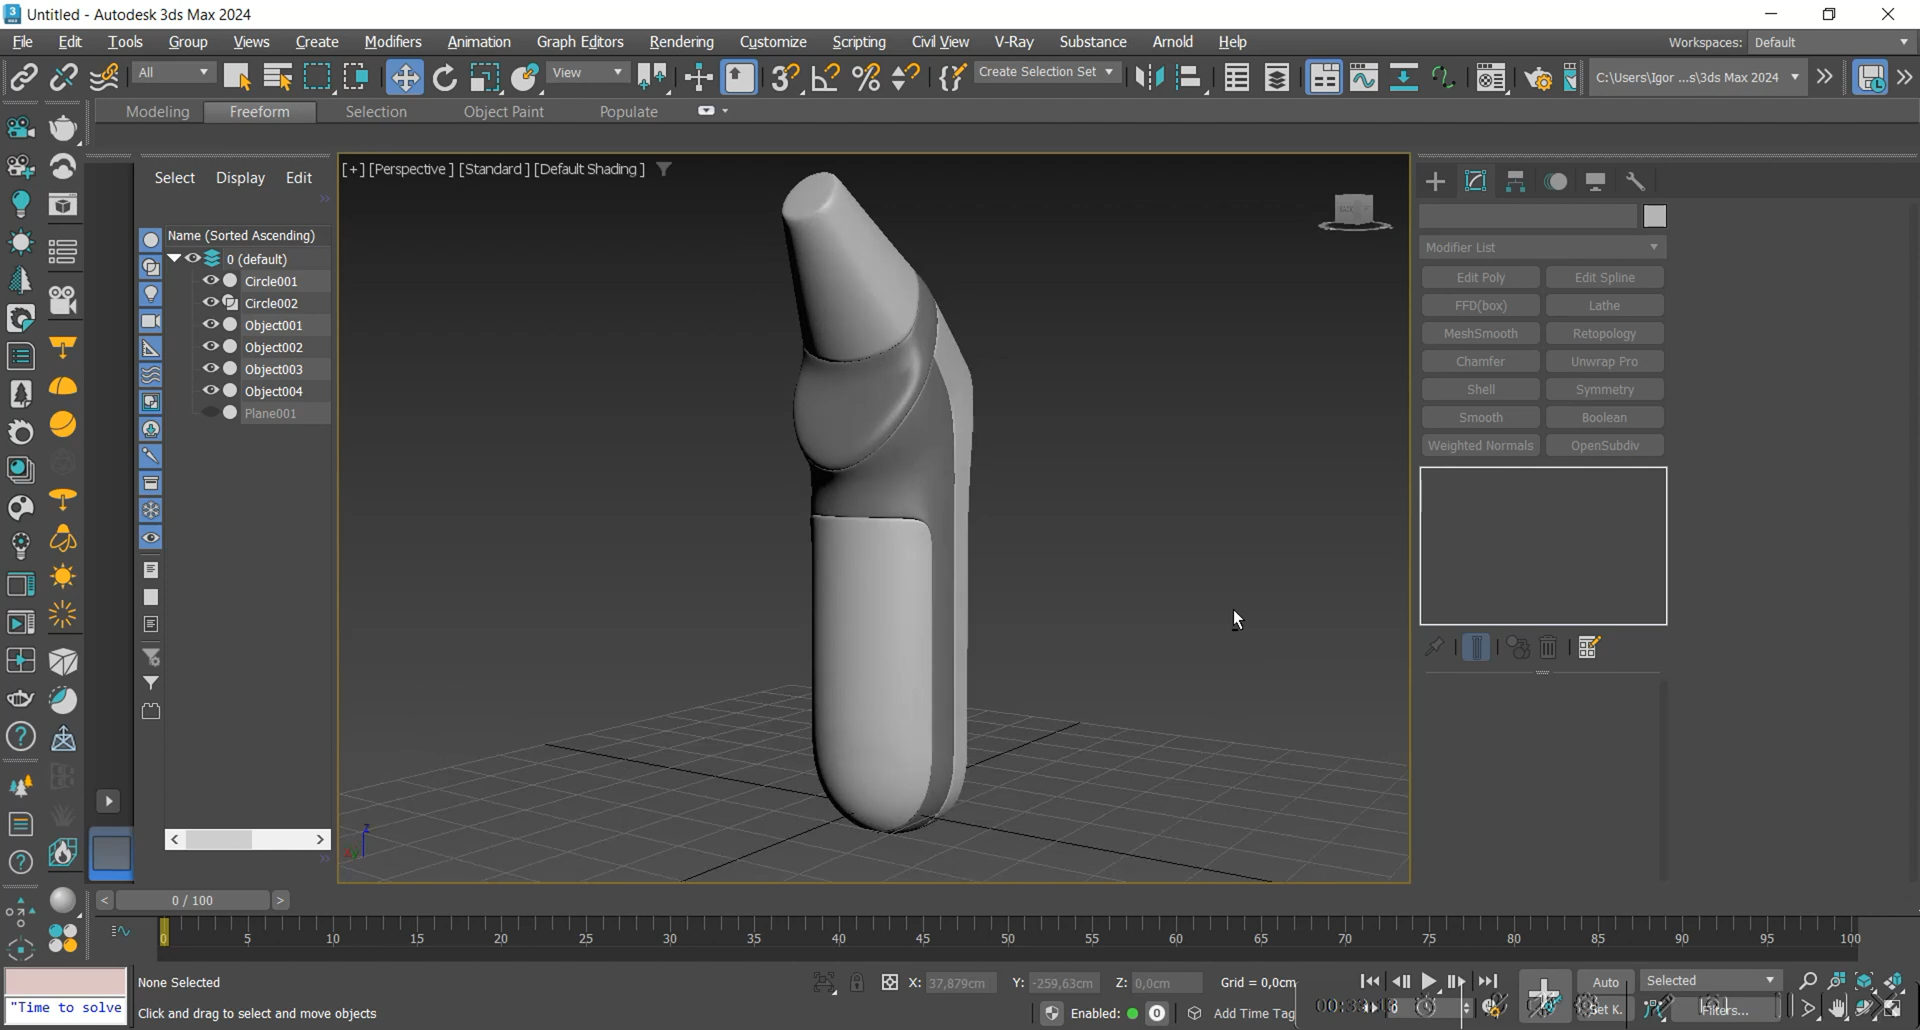 Untitled - Autodesk 3ds Max 2024
File Edit Tools Group Views Create Modifiers Animation Graph Editors Rendering Customize Scripting Civil View V-Ray Substance Arnold Help Workspaces: Default
All View Create Selection Set C:\Users\Igor ...s\3ds Max 2024
Modeling Freeform Selection Object Paint Populate
[+] [Perspective] [Standard] [Default Shading]
Select Display Edit
Name (Sorted Ascending)
0 (default)
Circle001
Circle002
Object001
Object002
Object003
Object004
Plane001
BACK
Modifier List
Edit Poly Edit Spline
FFD(box) Lathe
MeshSmooth Retopology
Chamfer Unwrap Pro
Shell Symmetry
Smooth Boolean
Weighted Normals OpenSubdiv
z
< 0 / 100 >
0 5 10 15 20 25 30 35 40 45 50 55 60 65 70 75 80 85 90 95 100
None Selected X: 37,879cm Y: -259,63cm Z: 0,0cm Grid = 0,0cm Auto Selected
"Time to solve Click and drag to select and move objects Enabled: 0 Add Time Tag Set K. Filters...